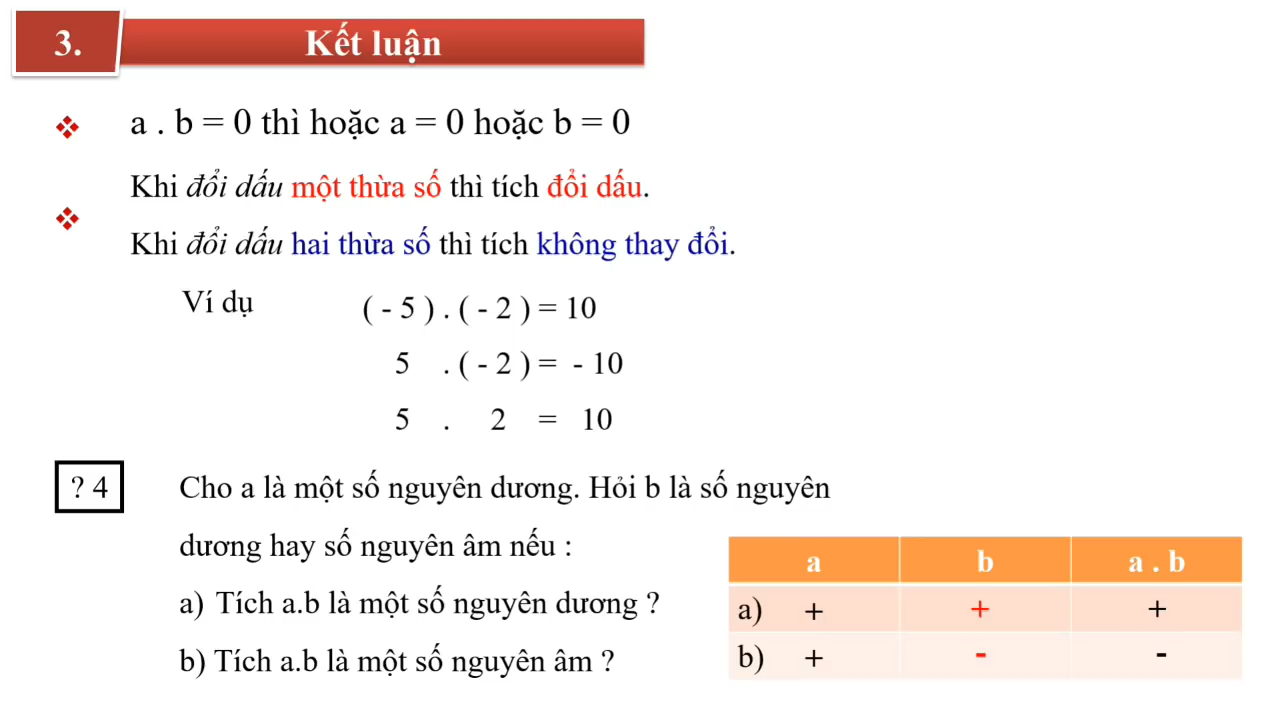 3. Kết luận
❖ a . b = 0 thì hoặc a = 0 hoặc b = 0
Khi đổi dấu một thừa số thì tích đổi dấu.
❖
Khi đổi dấu hai thừa số thì tích không thay đổi.
Ví dụ ( - 5 ) . ( - 2 ) = 10
5 . ( - 2 ) = - 10
5 . 2 = 10
? 4 Cho a là một số nguyên dương. Hỏi b là số nguyên
dương hay số nguyên âm nếu :
a) Tích a.b là một số nguyên dương ?
b) Tích a.b là một số nguyên âm ?
a b a . b
a) + + +
b) + - -